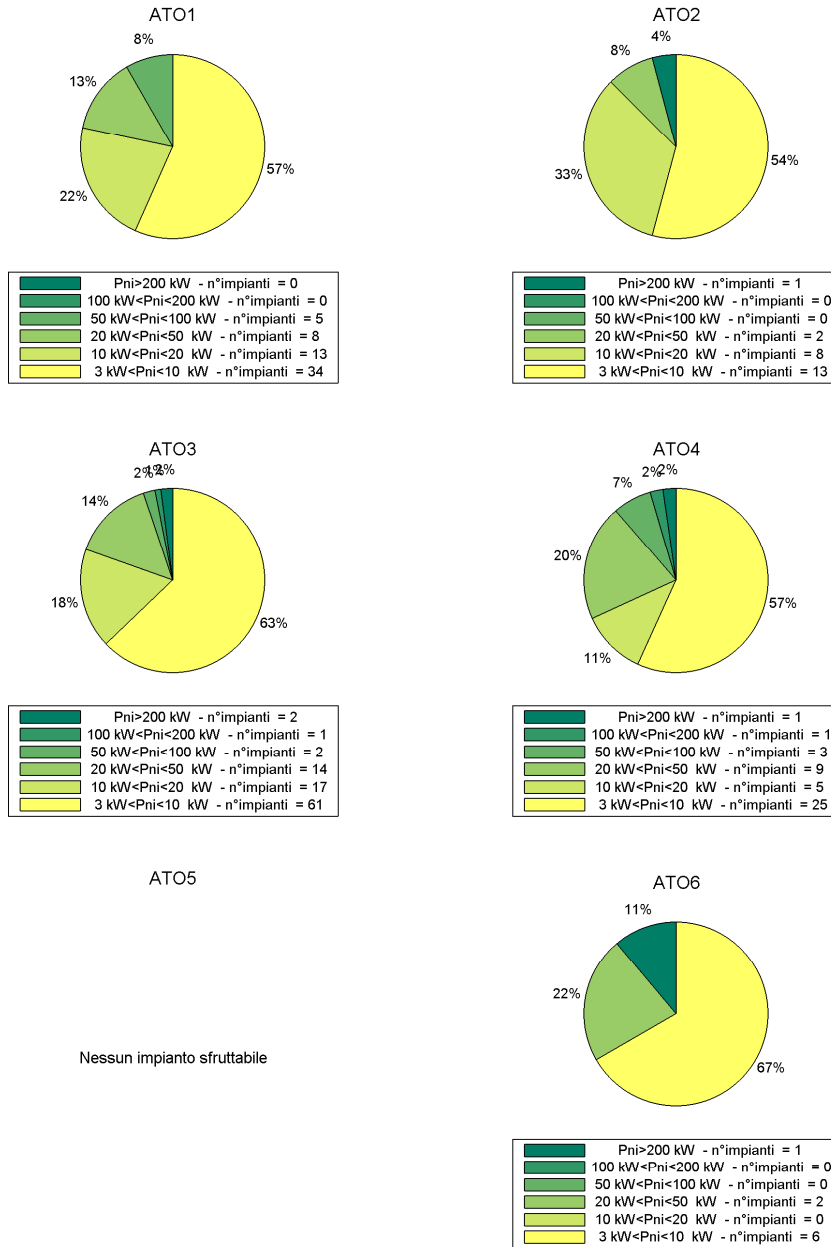 ATO1
8%
13%
22%
57%
Pni>200 kW - n°impianti = 0
100 kW<Pni<200 kW - n°impianti = 0
50 kW<Pni<100 kW - n°impianti = 5
20 kW<Pni<50 kW - n°impianti = 8
10 kW<Pni<20 kW - n°impianti = 13
3 kW<Pni<10 kW - n°impianti = 34
ATO2
4%
8%
33%
54%
Pni>200 kW - n°impianti = 1
100 kW<Pni<200 kW - n°impianti = 0
50 kW<Pni<100 kW - n°impianti = 0
20 kW<Pni<50 kW - n°impianti = 2
10 kW<Pni<20 kW - n°impianti = 8
3 kW<Pni<10 kW - n°impianti = 13
ATO3
2%
1%
2%
14%
18%
63%
Pni>200 kW - n°impianti = 2
100 kW<Pni<200 kW - n°impianti = 1
50 kW<Pni<100 kW - n°impianti = 2
20 kW<Pni<50 kW - n°impianti = 14
10 kW<Pni<20 kW - n°impianti = 17
3 kW<Pni<10 kW - n°impianti = 61
ATO4
7%
2%
2%
20%
11%
57%
Pni>200 kW - n°impianti = 1
100 kW<Pni<200 kW - n°impianti = 1
50 kW<Pni<100 kW - n°impianti = 3
20 kW<Pni<50 kW - n°impianti = 9
10 kW<Pni<20 kW - n°impianti = 5
3 kW<Pni<10 kW - n°impianti = 25
ATO5
Nessun impianto sfruttabile
ATO6
11%
22%
67%
Pni>200 kW - n°impianti = 1
100 kW<Pni<200 kW - n°impianti = 0
50 kW<Pni<100 kW - n°impianti = 0
20 kW<Pni<50 kW - n°impianti = 2
10 kW<Pni<20 kW - n°impianti = 0
3 kW<Pni<10 kW - n°impianti = 6